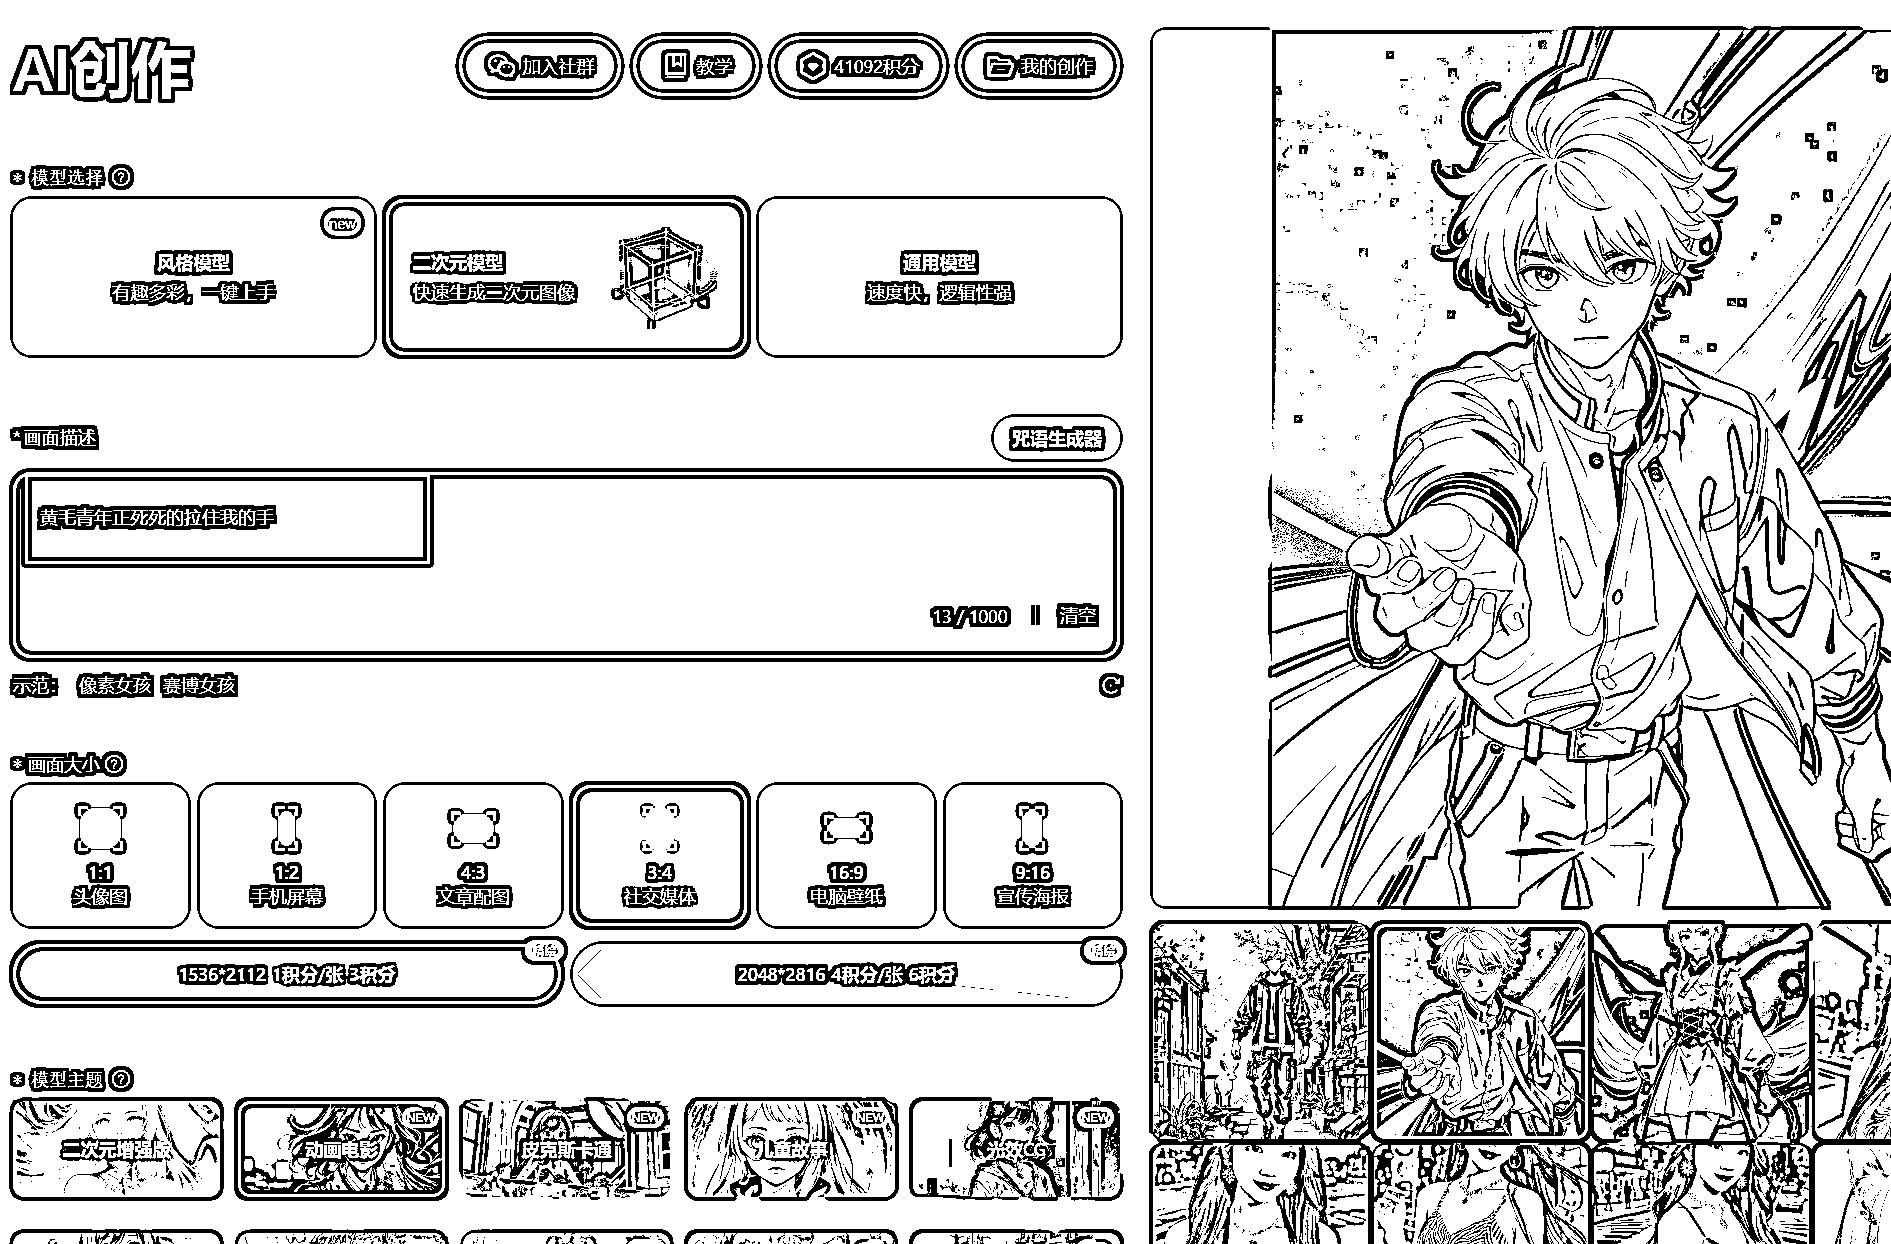 AI创作
加入社群
教学
41092积分
我的创作
* 模型选择 ?
new
风格模型
有趣多彩，一键上手
二次元模型
快速生成二次元图像
通用模型
速度快，逻辑性强
* 画面描述
咒语生成器
黄毛青年正死死的拉住我的手
13 / 1000
清空
示范： 像素女孩 赛博女孩
* 画面大小 ?
1:1
头像图
1:2
手机屏幕
4:3
文章配图
3:4
社交媒体
16:9
电脑壁纸
9:16
宣传海报
1536*2112 1积分/张 3积分
2048*2816 4积分/张 6积分
* 模型主题 ?
二次元增强版
NEW
动画电影
NEW
皮克斯卡通
NEW
儿童故事
NEW